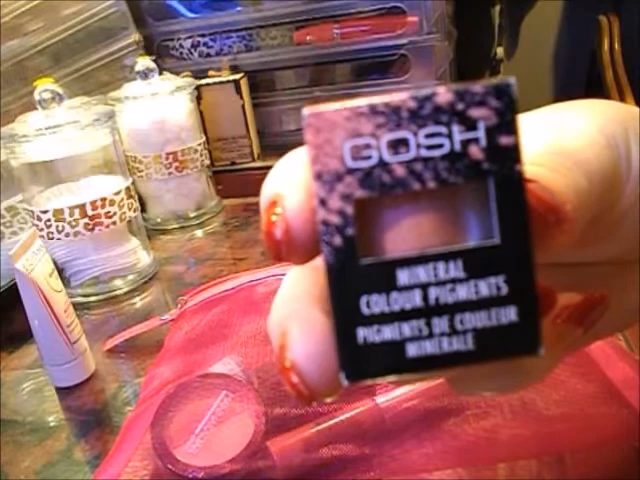 GOSH
MINERAL
COLOUR PIGMENTS
PIGMENTS DE COULEUR
MINÉRALE